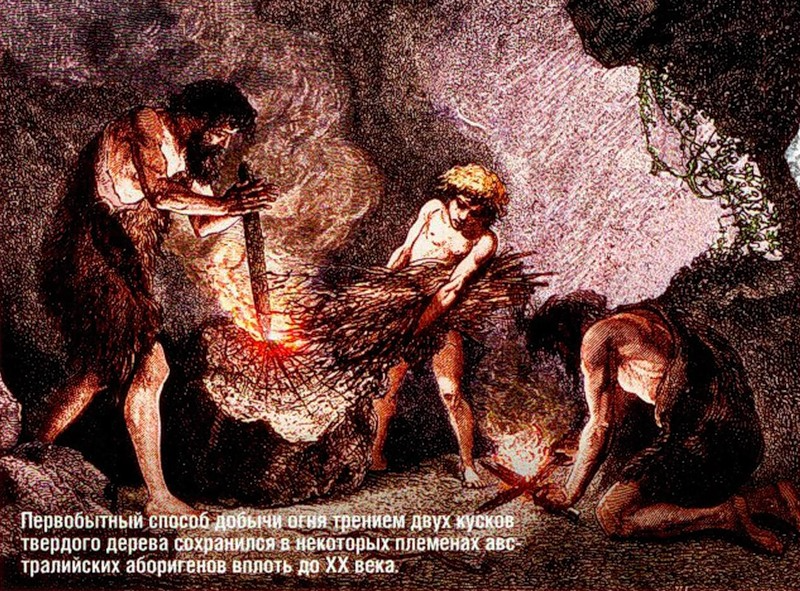 Первобытный способ добычи огня трением двух кусков
твердого дерева сохранился в некоторых племенах авс-
тралийских аборигенов вплоть до XX века.